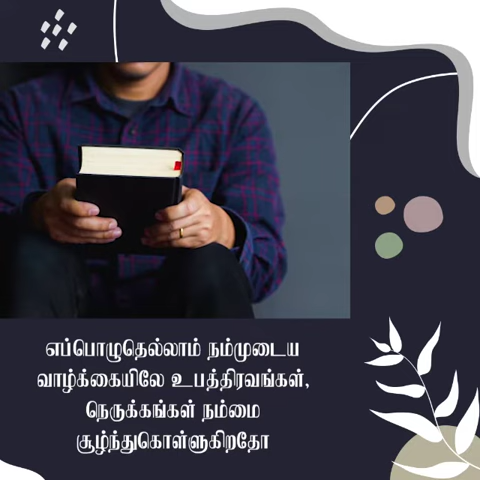 எப்பொழுதெல்லாம் நம்முடைய
வாழ்க்கையிலே உபத்திரவங்கள்,
நெருக்கங்கள் நம்மை
சூழ்ந்துகொள்ளுகிறதோ